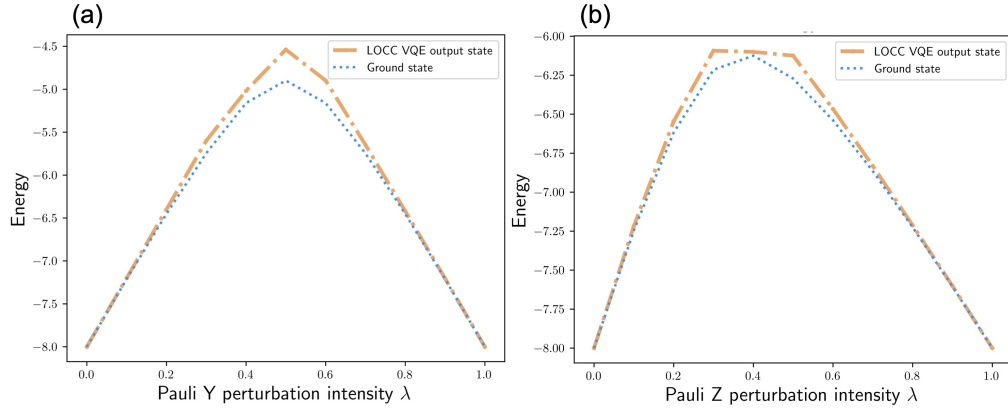 (a)
LOCC VQE output state
Ground state
Energy
−4.5
−5.0
−5.5
−6.0
−6.5
−7.0
−7.5
−8.0
0.0 0.2 0.4 0.6 0.8 1.0
Pauli Y perturbation intensity λ
(b)
LOCC VQE output state
Ground state
Energy
−6.00
−6.25
−6.50
−6.75
−7.00
−7.25
−7.50
−7.75
−8.00
0.0 0.2 0.4 0.6 0.8 1.0
Pauli Z perturbation intensity λ